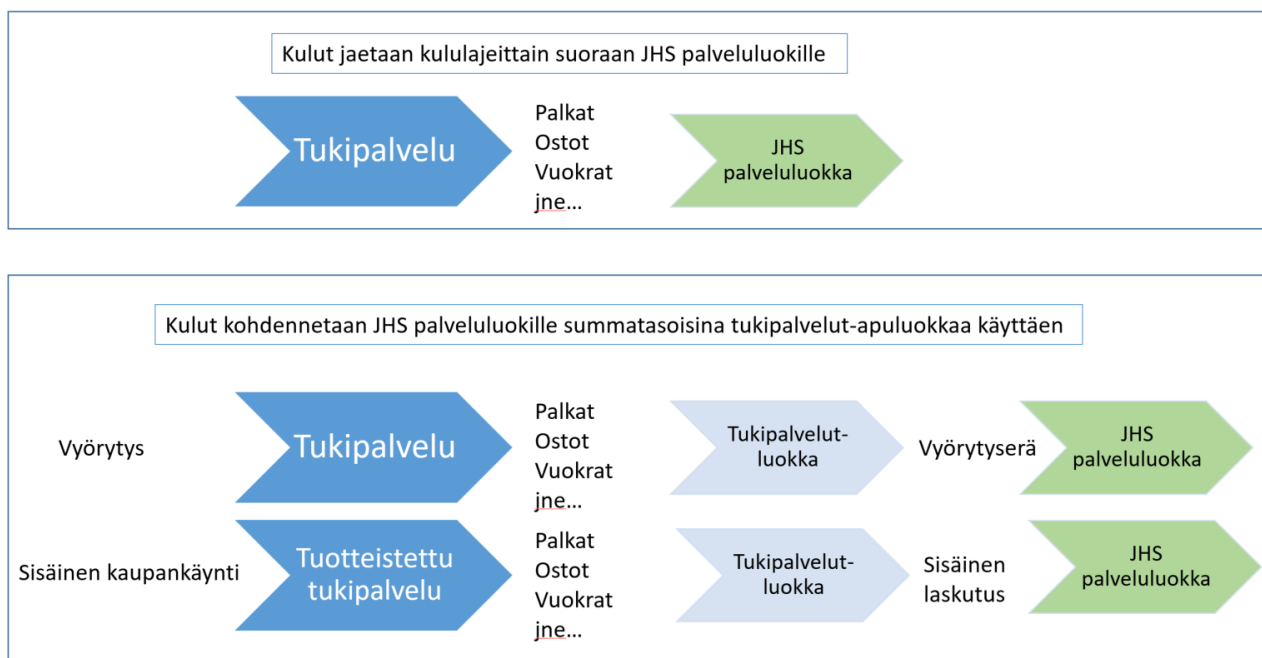 Kulut jaetaan kululajeittain suoraan JHS palveluokille
Tukipalvelu
Palkat
Ostot
Vuokrat
jne...
JHS
palveluluokka
Kulut kohdennetaan JHS palveluokille summatasoisina tukipalvelut-apuluokkaa käyttäen
Vyörytys
Tukipalvelu
Palkat
Ostot
Vuokrat
jne...
Tukipalvelut-
luokka
Vyörytyserä
JHS
palveluluokka
Sisäinen kaupankäynti
Tuotteistettu
tukipalvelu
Palkat
Ostot
Vuokrat
jne...
Tukipalvelut-
luokka
Sisäinen
laskutus
JHS
palveluluokka